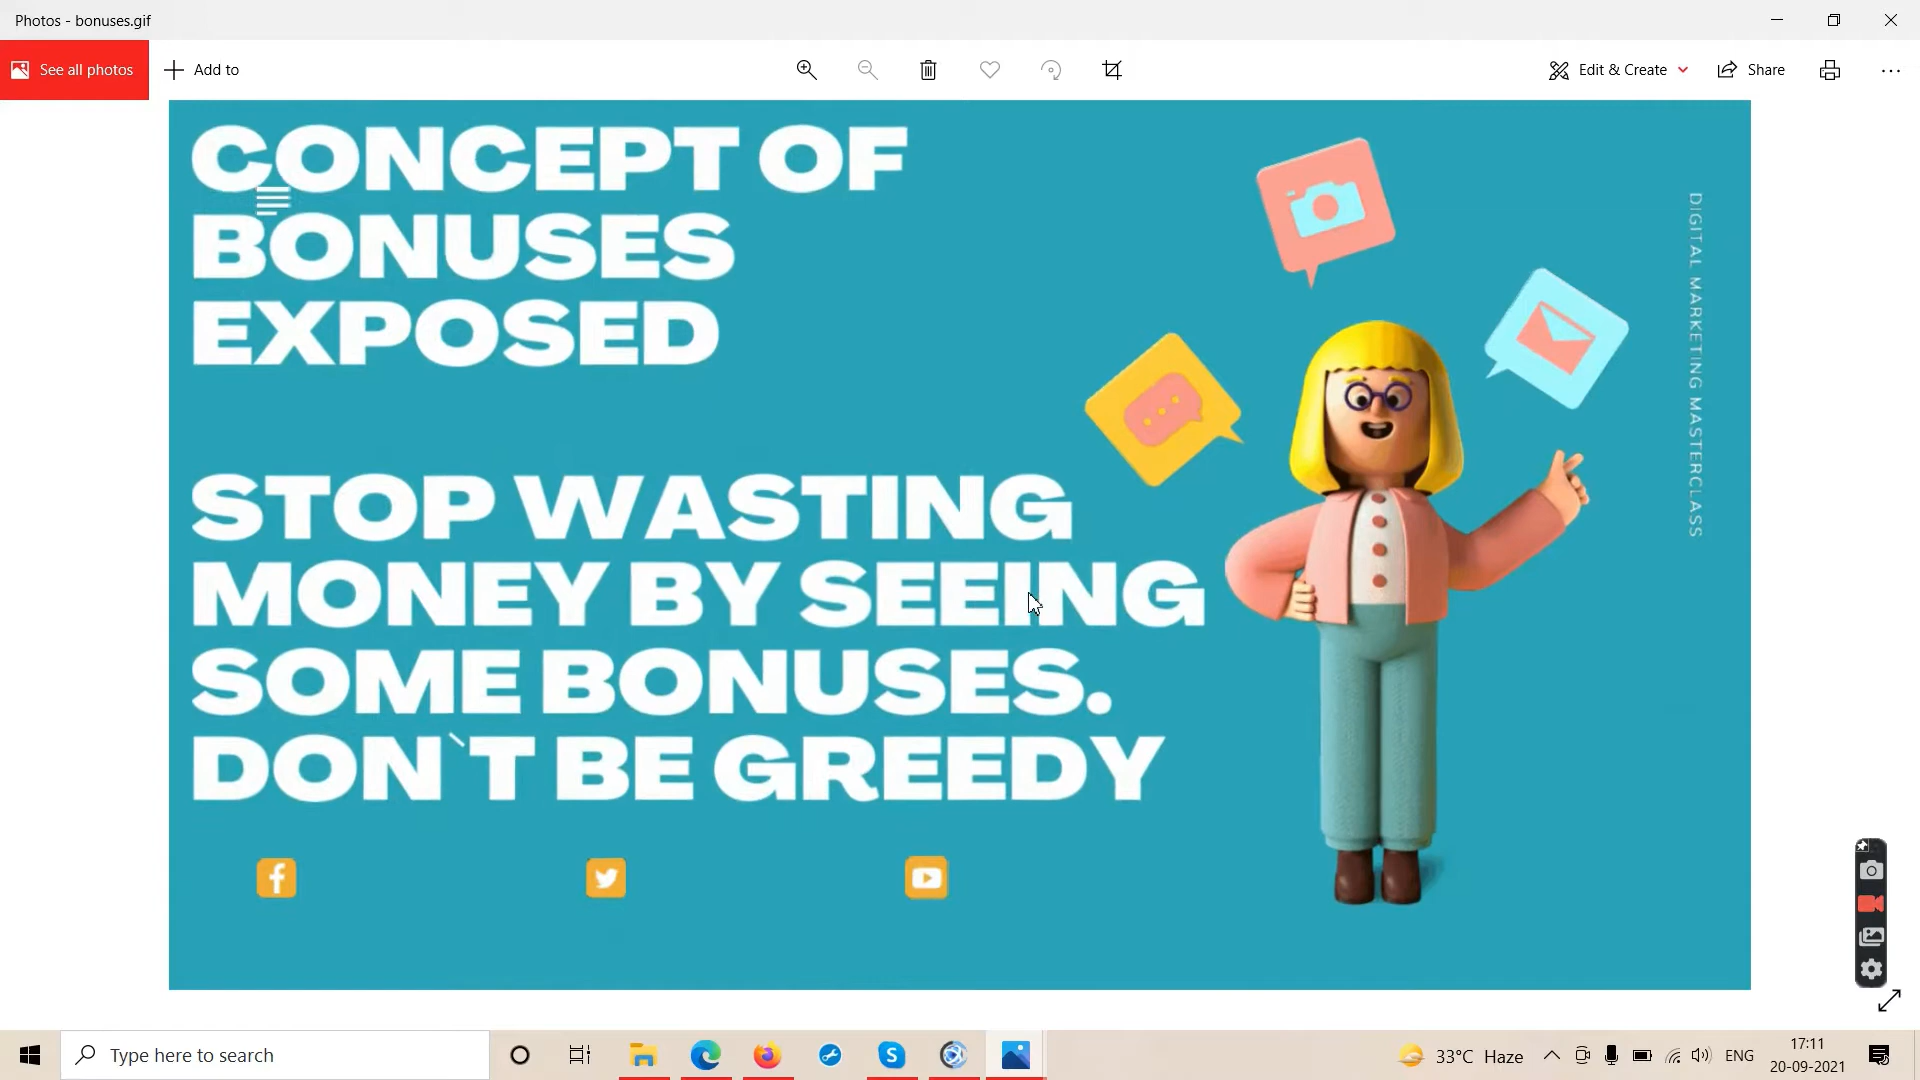 Photos - bonuses.gif
See all photos
Add to
Edit & Create
Share
CONCEPT OF
BONUSES
EXPOSED
STOP WASTING
MONEY BY SEEING
SOME BONUSES.
DON`T BE GREEDY
DIGITAL MARKETING MASTERCLASS
Type here to search
33°C Haze
ENG
17:11
20-09-2021